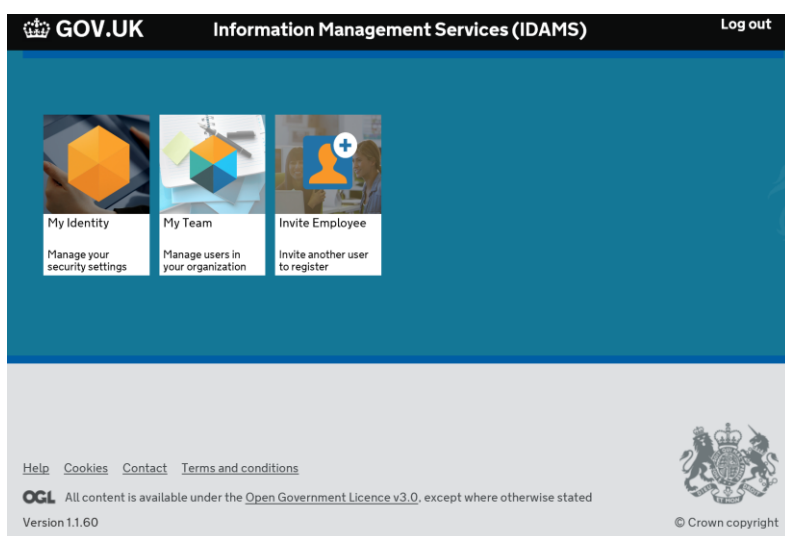 GOV.UK Information Management Services (IDAMS) Log out
My Identity
Manage your
security settings
My Team
Manage users in
your organization
Invite Employee
Invite another user
to register
Help Cookies Contact Terms and conditions
OGL All content is available under the Open Government Licence v3.0, except where otherwise stated
Version 1.1.60
© Crown copyright